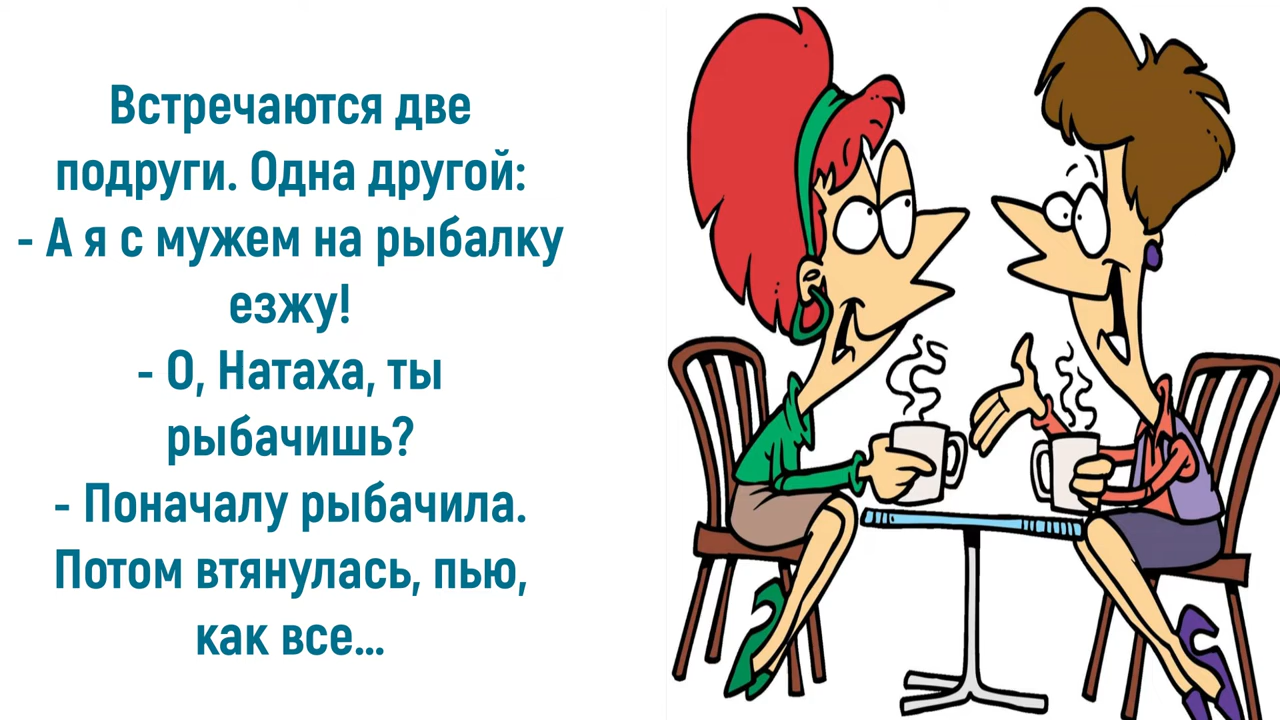 Встречаются две
подруги. Одна другой:
- А я с мужем на рыбалку
езжу!
- О, Натаха, ты
рыбачишь?
- Поначалу рыбачила.
Потом втянулась, пью,
как все...